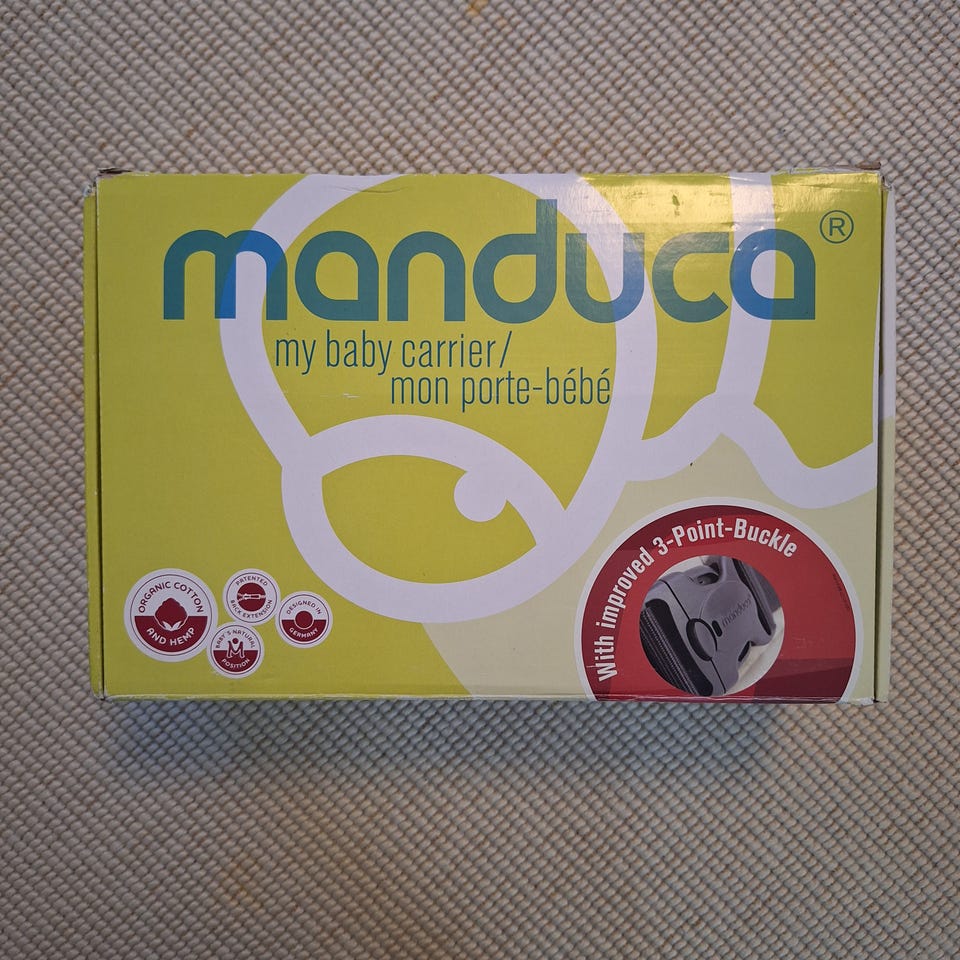 manduca®
my baby carrier/
mon porte-bébé
With improved 3-Point-Buckle
manduca
ORGANIC COTTON
AND HEMP
PATENTED
BACK EXTENSION
DESIGNED IN
GERMANY
BABY'S NATURAL
POSITION